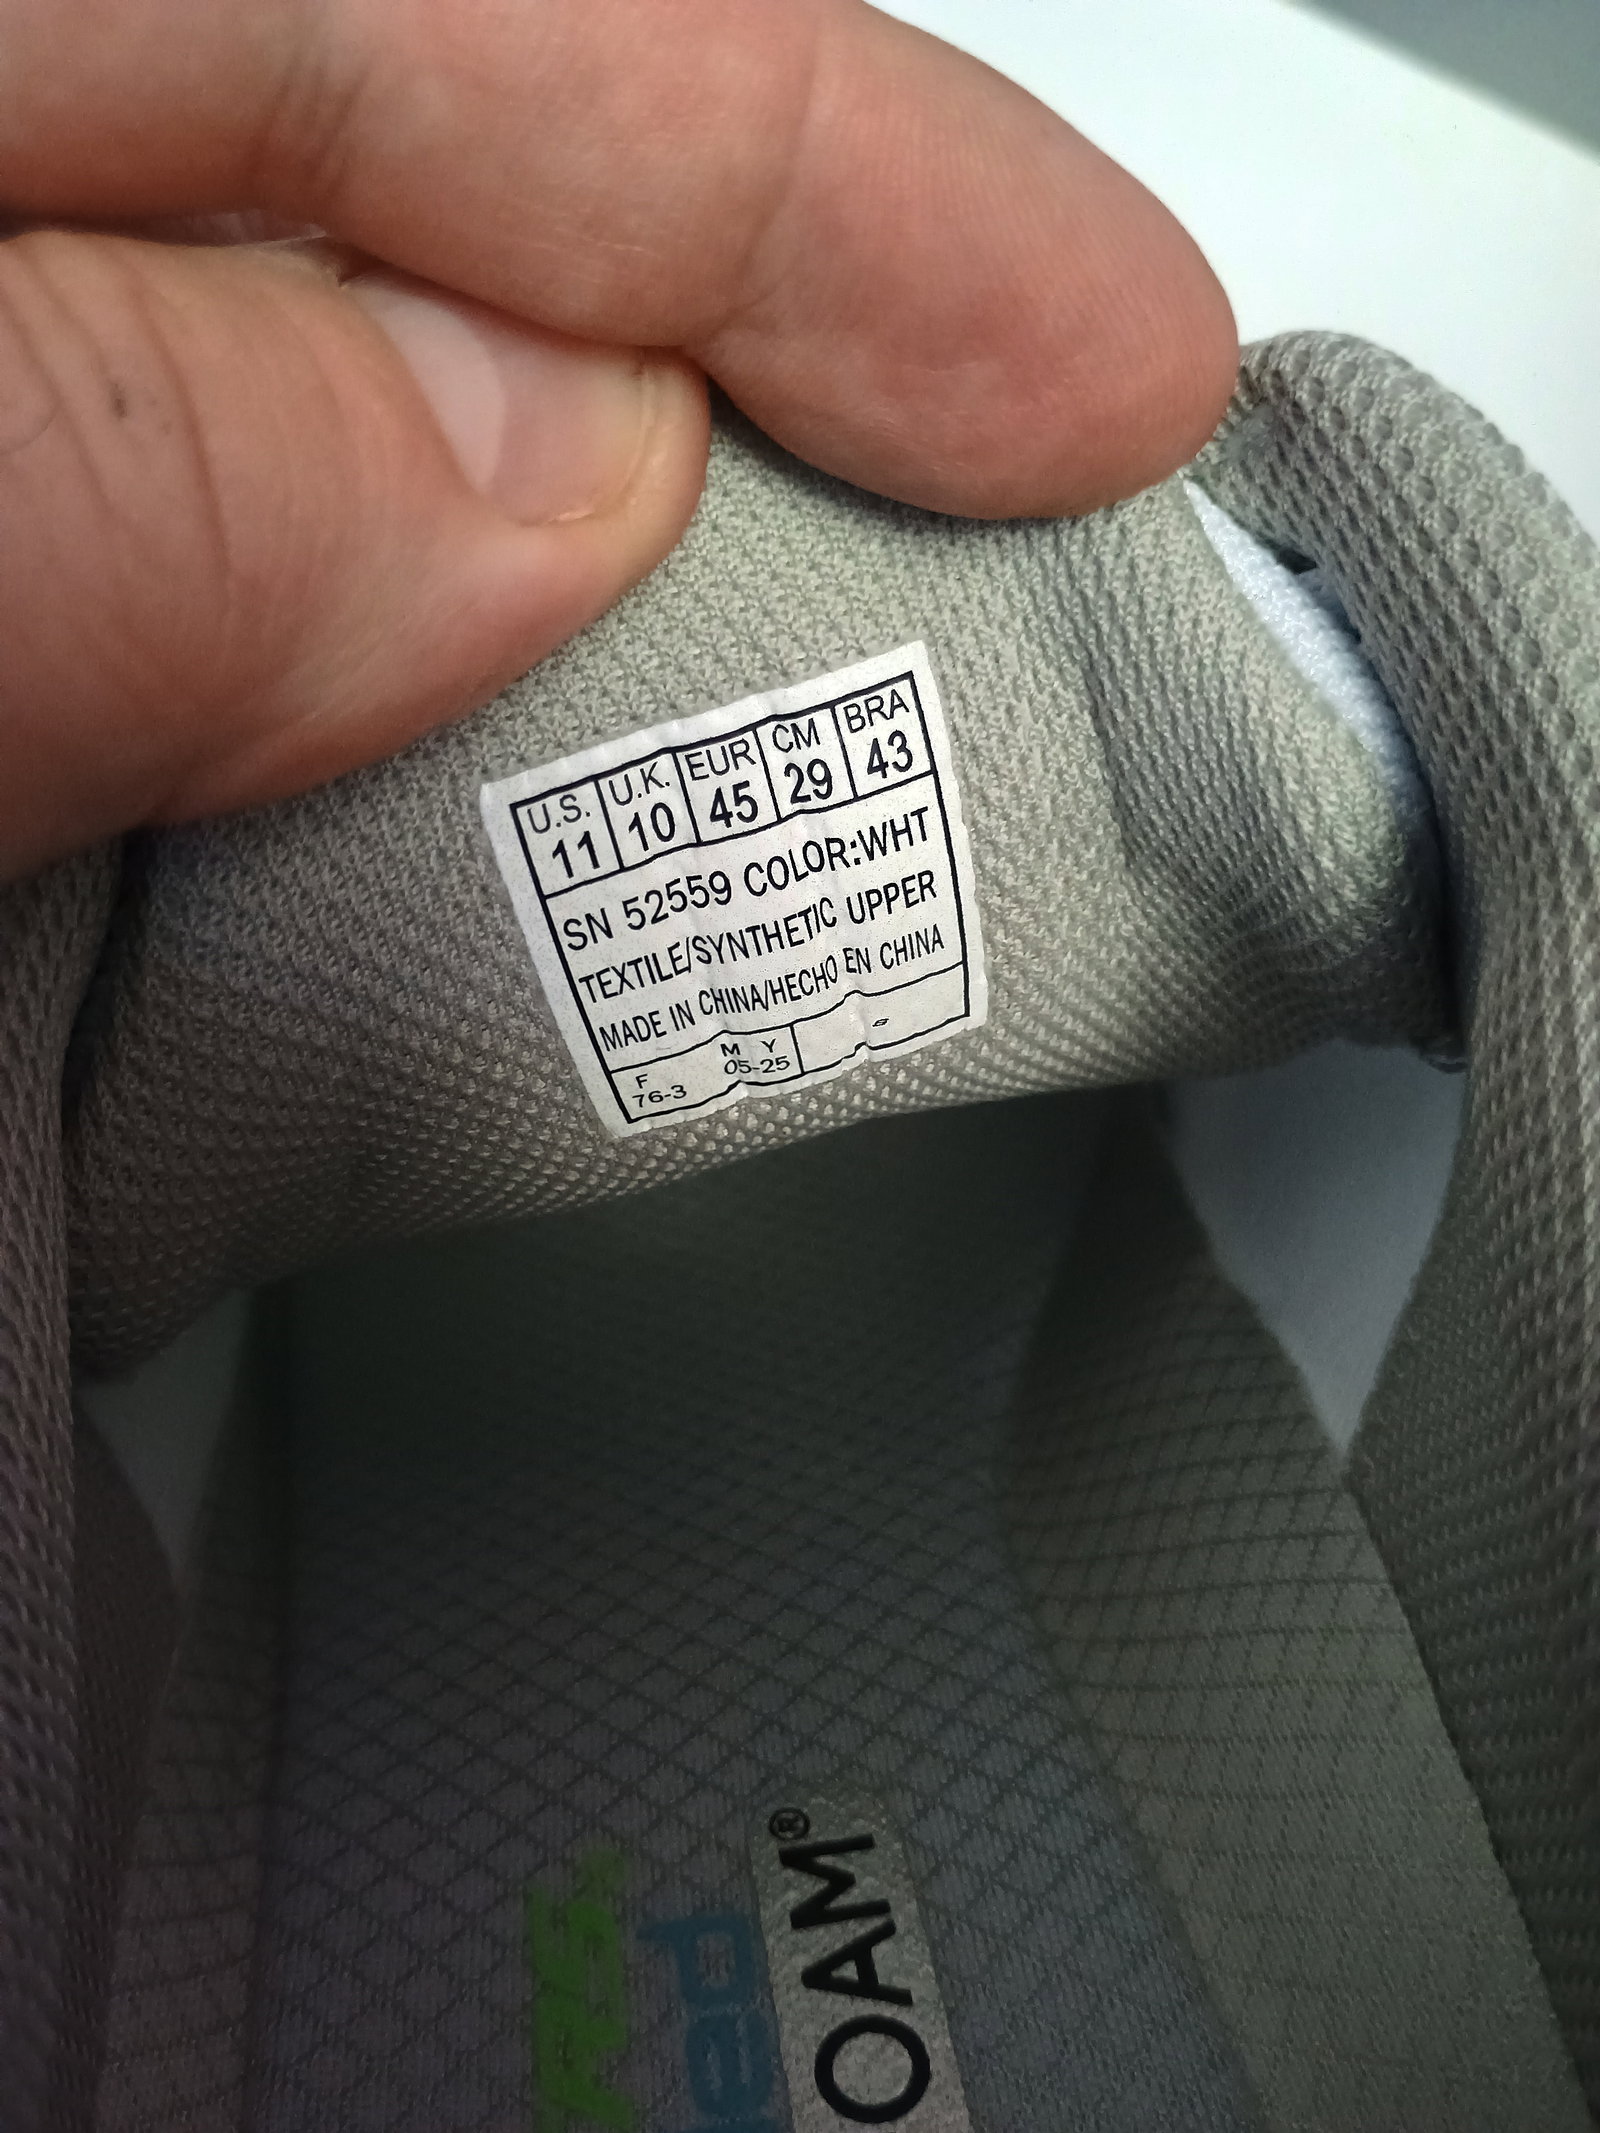 U.S. U.K. EUR CM BRA
11 10 45 29 43
SN 52559 COLOR:WHT
TEXTILE/SYNTHETIC UPPER
MADE IN CHINA/HECHO EN CHINA
F M Y
76-3 05-25
OAM®